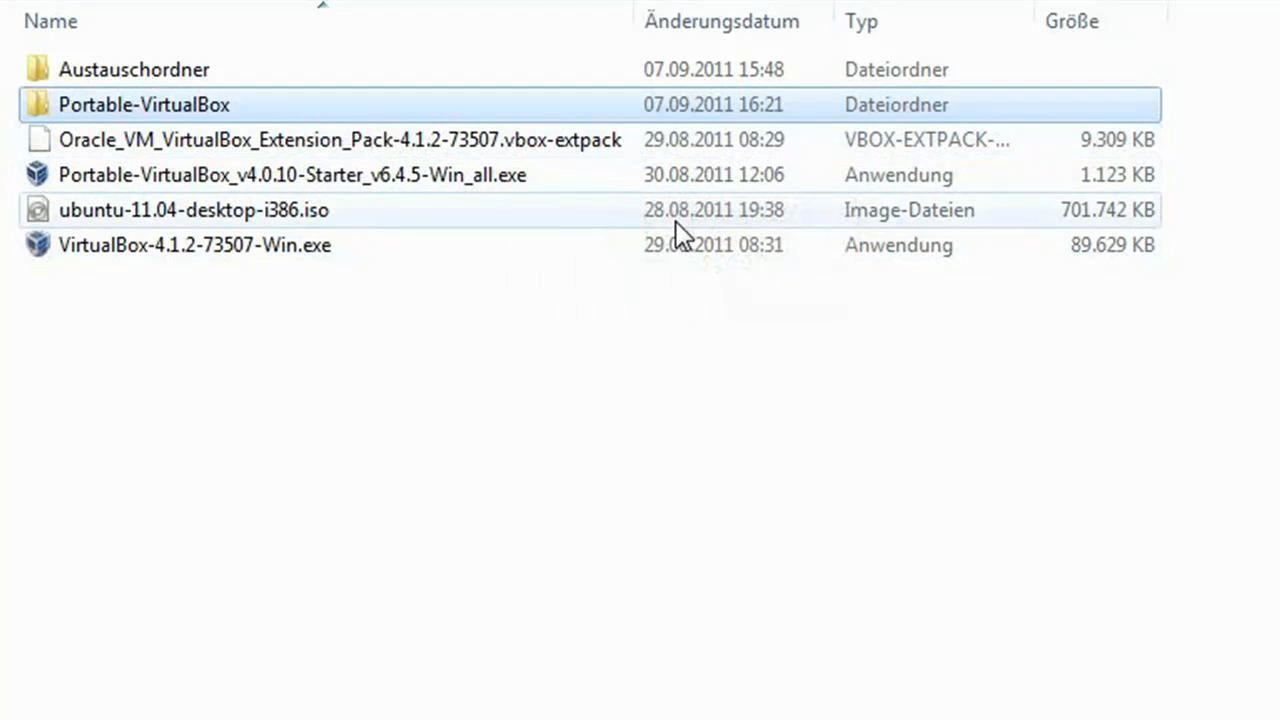 Name Änderungsdatum Typ Größe
Austauschordner 07.09.2011 15:48 Dateiordner
Portable-VirtualBox 07.09.2011 16:21 Dateiordner
Oracle_VM_VirtualBox_Extension_Pack-4.1.2-73507.vbox-extpack 29.08.2011 08:29 VBOX-EXTPACK-... 9.309 KB
Portable-VirtualBox_v4.0.10-Starter_v6.4.5-Win_all.exe 30.08.2011 12:06 Anwendung 1.123 KB
ubuntu-11.04-desktop-i386.iso 28.08.2011 19:38 Image-Dateien 701.742 KB
VirtualBox-4.1.2-73507-Win.exe 29.08.2011 08:31 Anwendung 89.629 KB